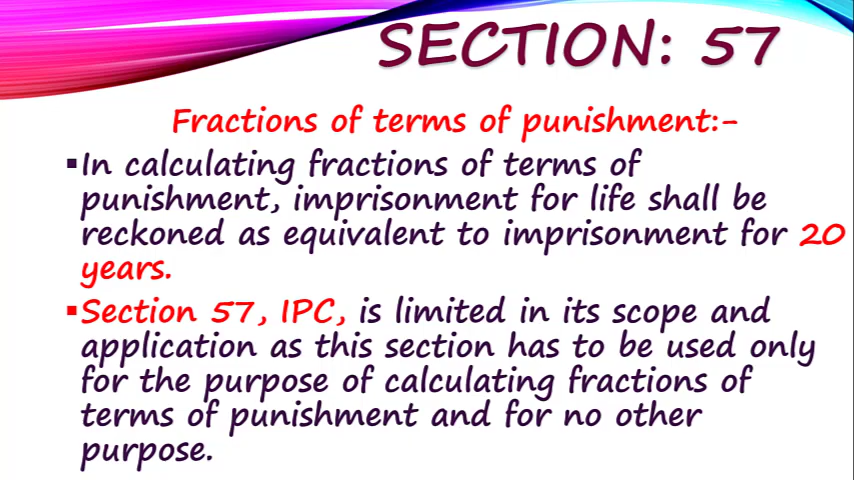 SECTION: 57
Fractions of terms of punishment:-
▪In calculating fractions of terms of
punishment, imprisonment for life shall be
reckoned as equivalent to imprisonment for 20
years.
▪Section 57, IPC, is limited in its scope and
application as this section has to be used only
for the purpose of calculating fractions of
terms of punishment and for no other
purpose.